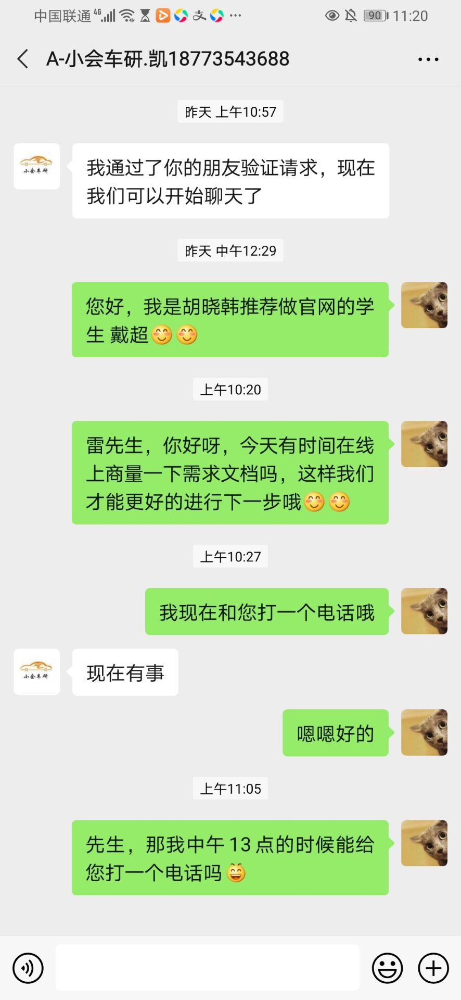 中国联通 4G 支 ··· 90 11:20
A-小会车研.凯18773543688
昨天 上午10:57
小会车研
我通过了你的朋友验证请求，现在
我们可以开始聊天了
昨天 中午12:29
您好，我是胡晓韩推荐做官网的学
生 戴超😊😊
上午10:20
雷先生，你好呀，今天有时间在线
上商量一下需求文档吗，这样我们
才能更好的进行下一步哦😊😊
上午10:27
我现在和您打一个电话哦
小会车研
现在有事
嗯嗯好的
上午11:05
先生，那我中午 13 点的时候能给
您打一个电话吗😄